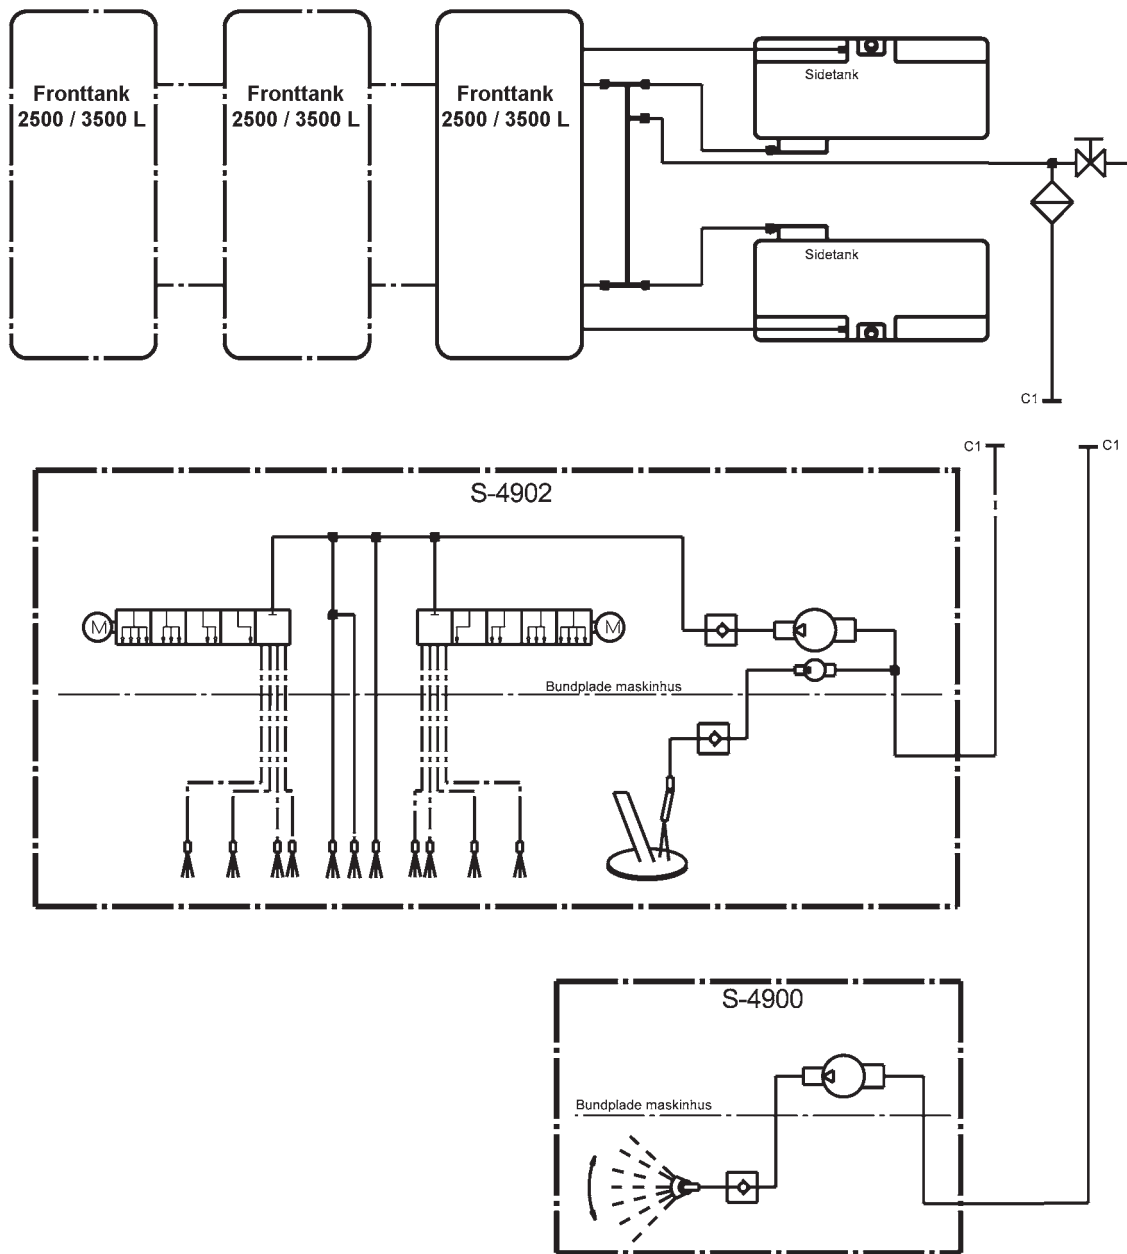 Fronttank
2500 / 3500 L
Fronttank
2500 / 3500 L
Fronttank
2500 / 3500 L
Sidetank
Sidetank
C1
C1
C1
S-4902
M
M
Bundplade maskinhus
S-4900
Bundplade maskinhus